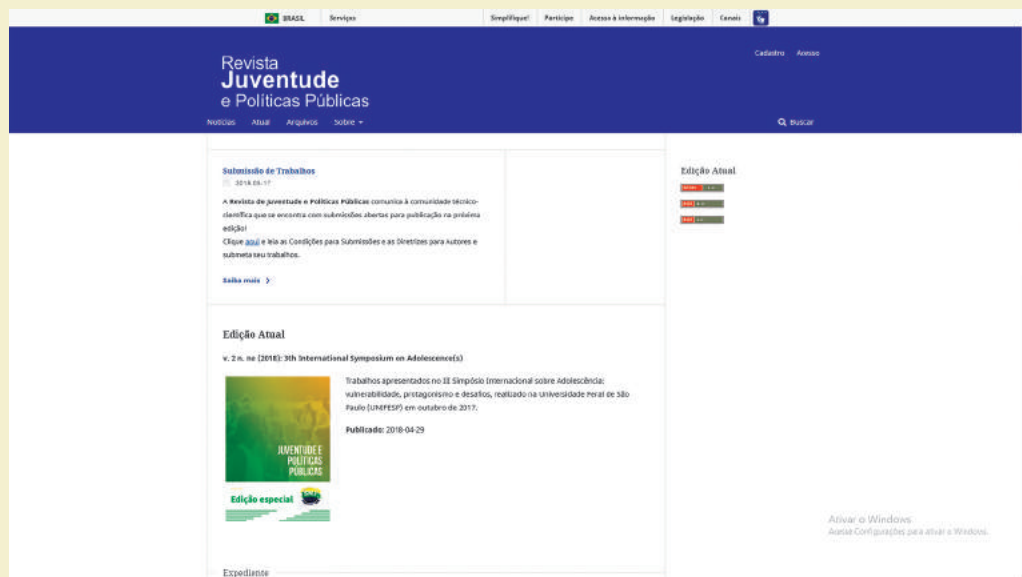 BRASIL Serviços Simplifique! Participe Acesso à informação Legislação Canais
Cadastro Acesso
Revista
Juventude
e Políticas Públicas
Notícias Atual Arquivos Sobre
Buscar
Submissão de Trabalhos
2018-05-17
A Revista de Juventude e Políticas Públicas comunica à comunidade técnico-
científica que se encontra com submissões abertas para publicação na próxima
edição!
Clique aqui e leia as Condições para Submissões e as Diretrizes para Autores e
submeta seu trabalhos.
Saiba mais
Edição Atual
Edição Atual
v. 2 n. ne (2018): 3th International Symposium on Adolescence(s)
Trabalhos apresentados no III Simpósio Internacional sobre Adolescência:
vulnerabilidade, protagonismo e desafios, realizado na Universidade Feral de São
Paulo (UNIFESP) em outubro de 2017.
Publicado: 2018-04-29
JUVENTUDE E
POLÍTICAS
PÚBLICAS
Edição especial
Ativar o Windows
Acesse Configurações para ativar o Windows.
Expediente